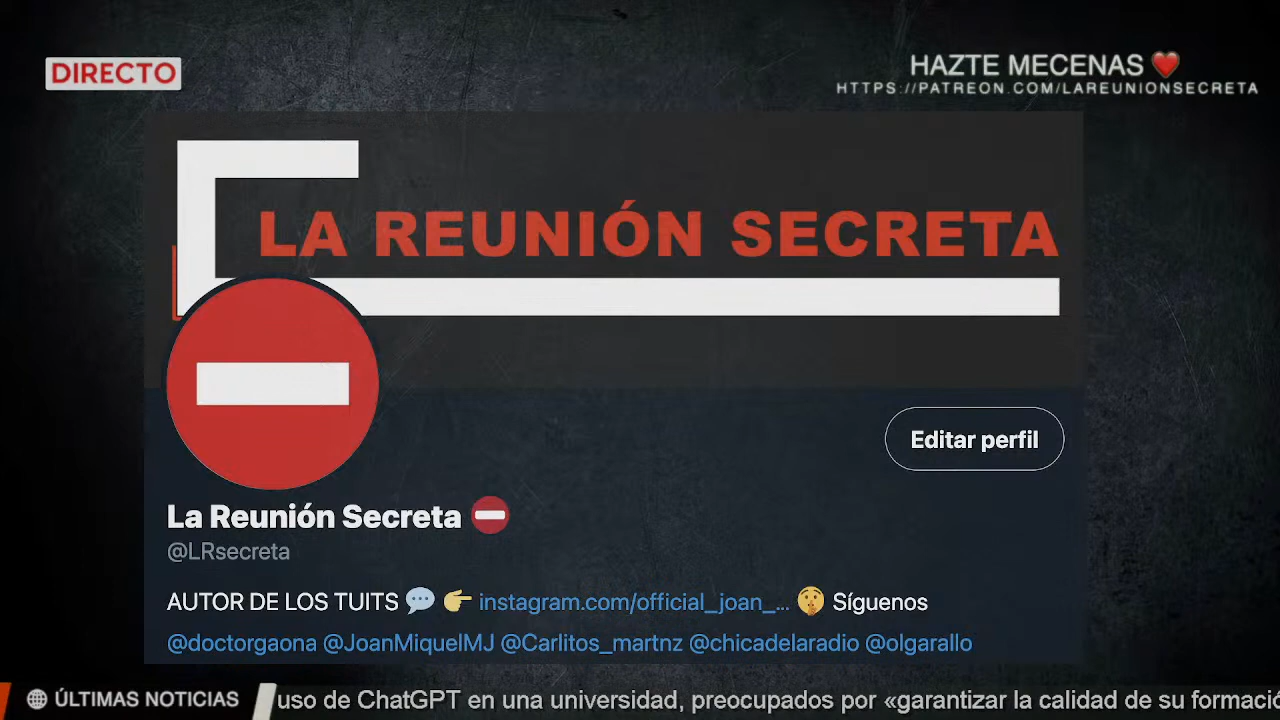 DIRECTO
HAZTE MECENAS ❤️
HTTPS://PATREON.COM/LAREUNIONSECRETA
LA REUNIÓN SECRETA
Editar perfil
La Reunión Secreta ⛔
@LRsecreta
AUTOR DE LOS TUITS 💬 👉 instagram.com/official_joan_... 🤫 Síguenos
@doctorgaona @JoanMiquelMJ @Carlitos_martnz @chicadelaradio @olgarallo
ÚLTIMAS NOTICIAS
uso de ChatGPT en una universidad, preocupados por «garantizar la calidad de su formació